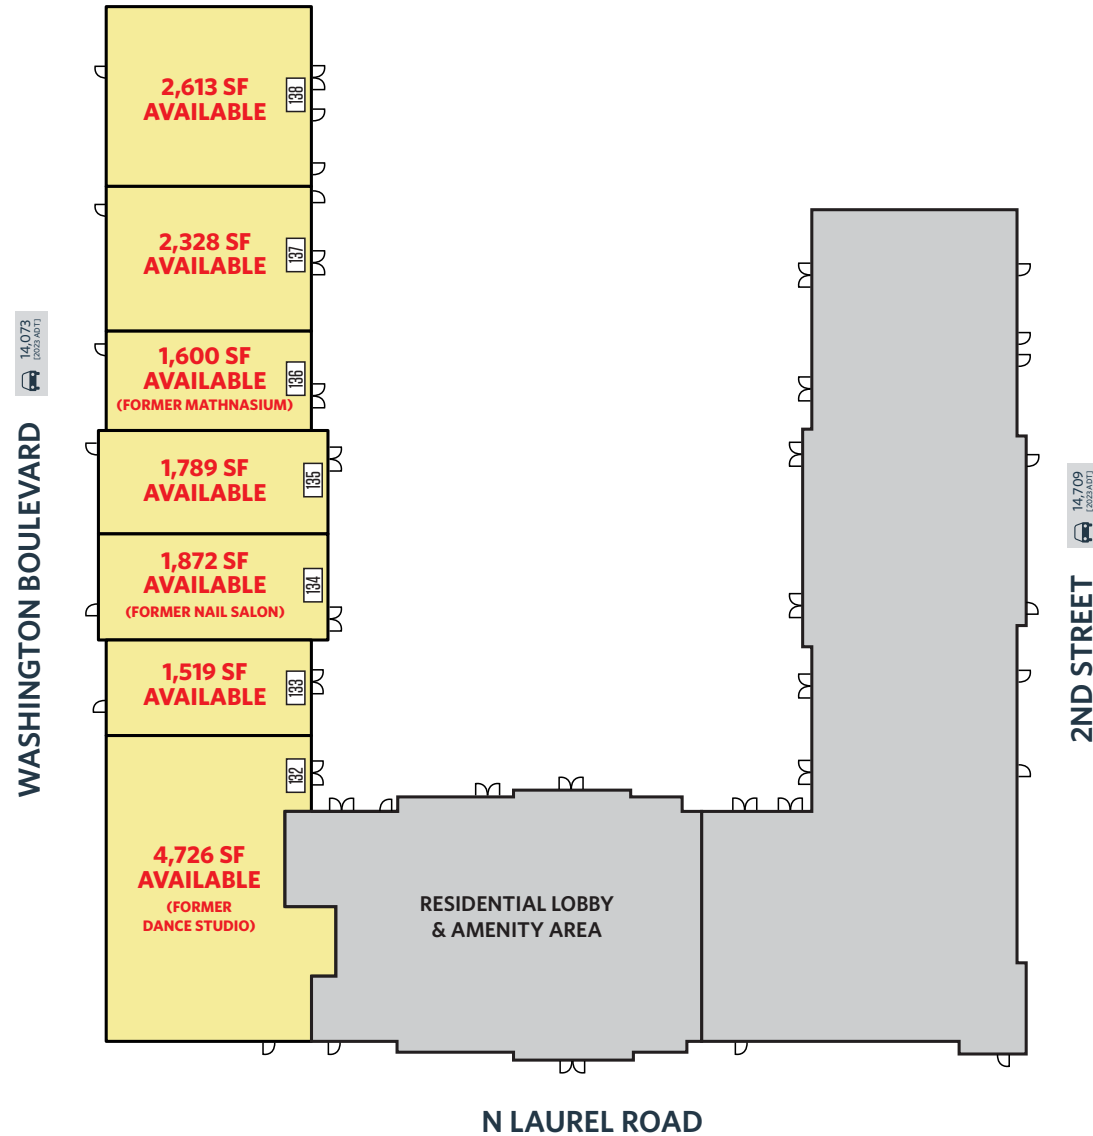 2,613 SF
AVAILABLE
138
2,328 SF
AVAILABLE
137
1,600 SF
AVAILABLE
(FORMER MATHNASIUM)
136
1,789 SF
AVAILABLE
135
1,872 SF
AVAILABLE
(FORMER NAIL SALON)
134
1,519 SF
AVAILABLE
133
132
4,726 SF
AVAILABLE
(FORMER
DANCE STUDIO)
RESIDENTIAL LOBBY
& AMENITY AREA
WASHINGTON BOULEVARD
14,073
[2023 ADT]
2ND STREET
14,709
[2023 ADT]
N LAUREL ROAD